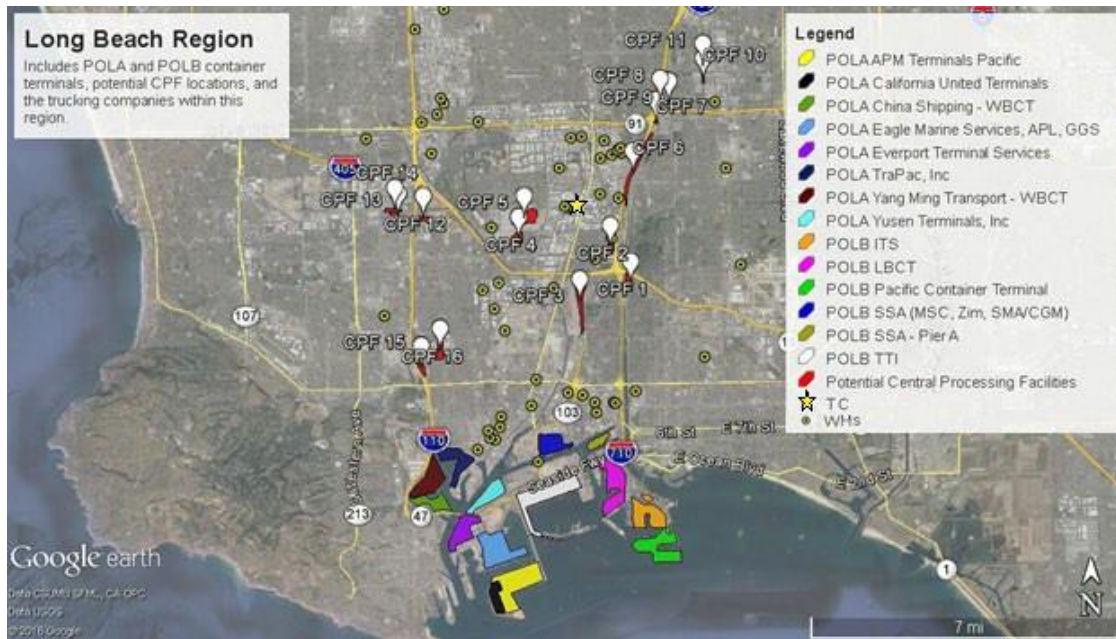 Long Beach Region
Includes POLA and POLB container
terminals, potential CPF locations, and
the trucking companies within this
region.
Legend
POLA APM Terminals Pacific
POLA California United Terminals
POLA China Shipping - WBCT
POLA Eagle Marine Services, APL, GGS
POLA Everport Terminal Services
POLA TraPac, Inc
POLA Yang Ming Transport - WBCT
POLA Yusen Terminals, Inc
POLB ITS
POLB LBCT
POLB Pacific Container Terminal
POLB SSA (MSC, Zim, SMA/CGM)
POLB SSA - Pier A
POLB TTI
Potential Central Processing Facilities
TC
WHs
CPF 11
CPF 10
CPF 8
CPF 9
CPF 7
91
CPF 6
405
CPF 14
CPF 13
CPF 12
CPF 5
CPF 4
CPF 2
CPF 3
CPF 1
107
CPF 15
CPF 16
103
110
710
6th St
E 7th St
E Ocean Blvd
E 2nd St
Seaside Fwy
213
47
1
Google earth
Data USGS
© 2016 Google
N
7 mi